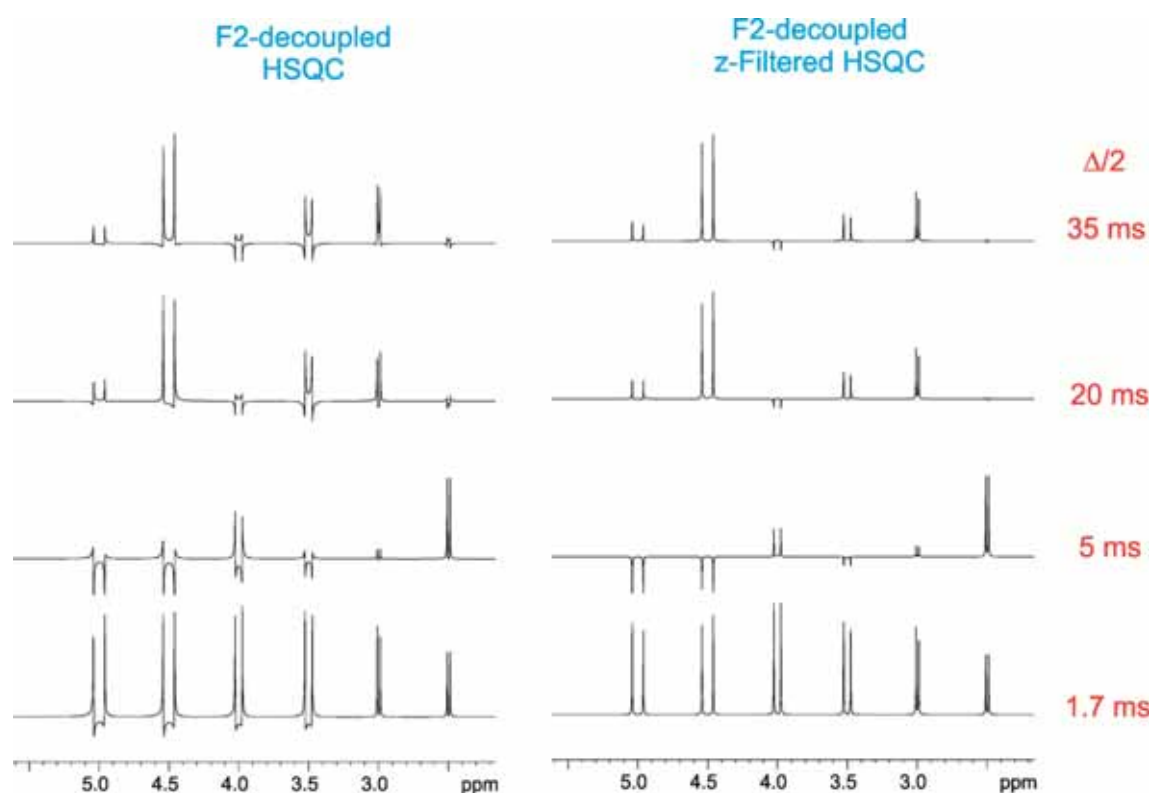 F2-decoupled
HSQC
F2-decoupled
z-Filtered HSQC
Δ/2
35 ms
20 ms
5 ms
1.7 ms
5.0 4.5 4.0 3.5 3.0 ppm
5.0 4.5 4.0 3.5 3.0 ppm